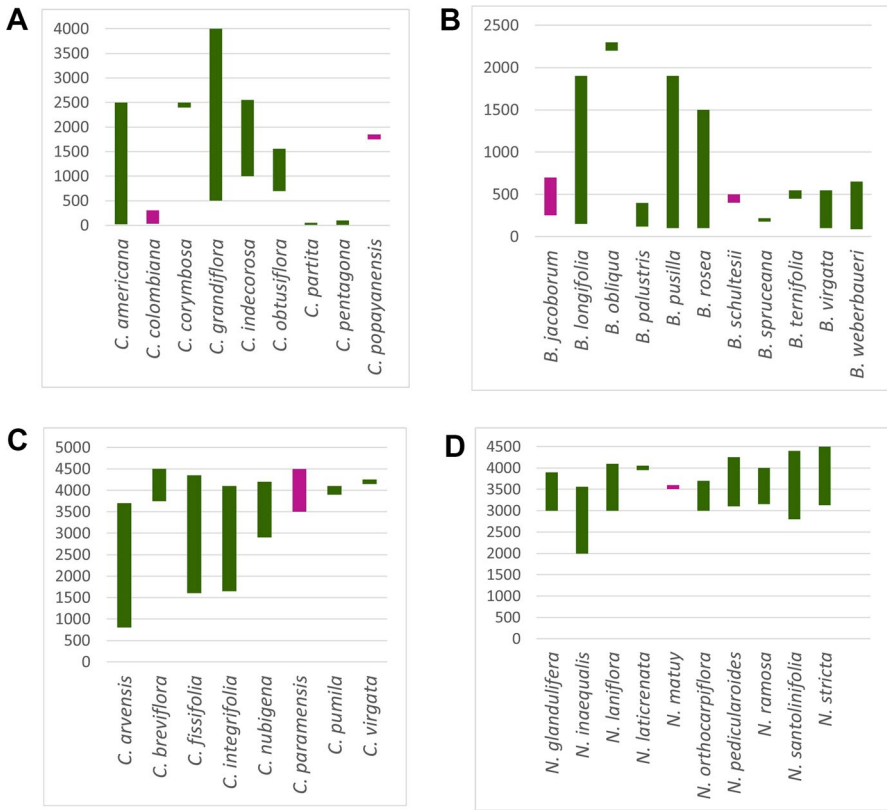 A
4000
3500
3000
2500
2000
1500
1000
500
0
C. americana
C. colombiana
C. corymbosa
C. grandiflora
C. indecorosa
C. obtusiflora
C. partita
C. pentagona
C. popayanensis
B
2500
2000
1500
1000
500
0
B. jacoborum
B. longifolia
B. obliqua
B. palustris
B. pusilla
B. rosea
B. schultesii
B. spruceana
B. ternifolia
B. virgata
B. weberbaueri
C
5000
4500
4000
3500
3000
2500
2000
1500
1000
500
0
C. arvensis
C. breviflora
C. fissifolia
C. integrifolia
C. nubigena
C. paramensis
C. pumila
C. virgata
D
4500
4000
3500
3000
2500
2000
1500
1000
500
0
N. glandulifera
N. inaequalis
N. laniflora
N. laticrenata
N. matuy
N. orthocarpiflora
N. pedicularoides
N. ramosa
N. santolinifolia
N. stricta